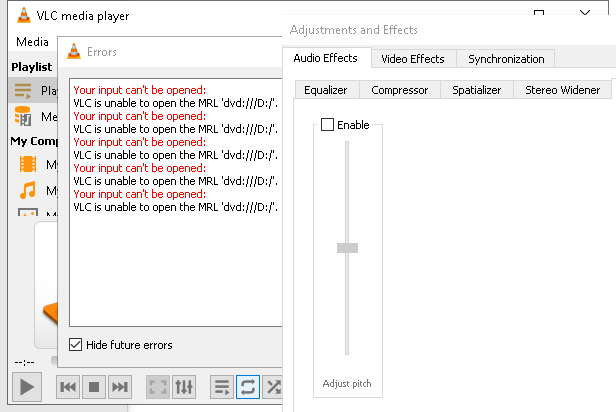 VLC media player
Media
Playlist
Play
Me
My Comp
My
My
My
--:--
Errors
Your input can't be opened:
VLC is unable to open the MRL 'dvd:///D:/'.
Your input can't be opened:
VLC is unable to open the MRL 'dvd:///D:/'.
Your input can't be opened:
VLC is unable to open the MRL 'dvd:///D:/'.
Your input can't be opened:
VLC is unable to open the MRL 'dvd:///D:/'.
Your input can't be opened:
VLC is unable to open the MRL 'dvd:///D:/'.
Hide future errors
Adjustments and Effects
Audio Effects Video Effects Synchronization
Equalizer Compressor Spatializer Stereo Widener
Enable
Adjust pitch